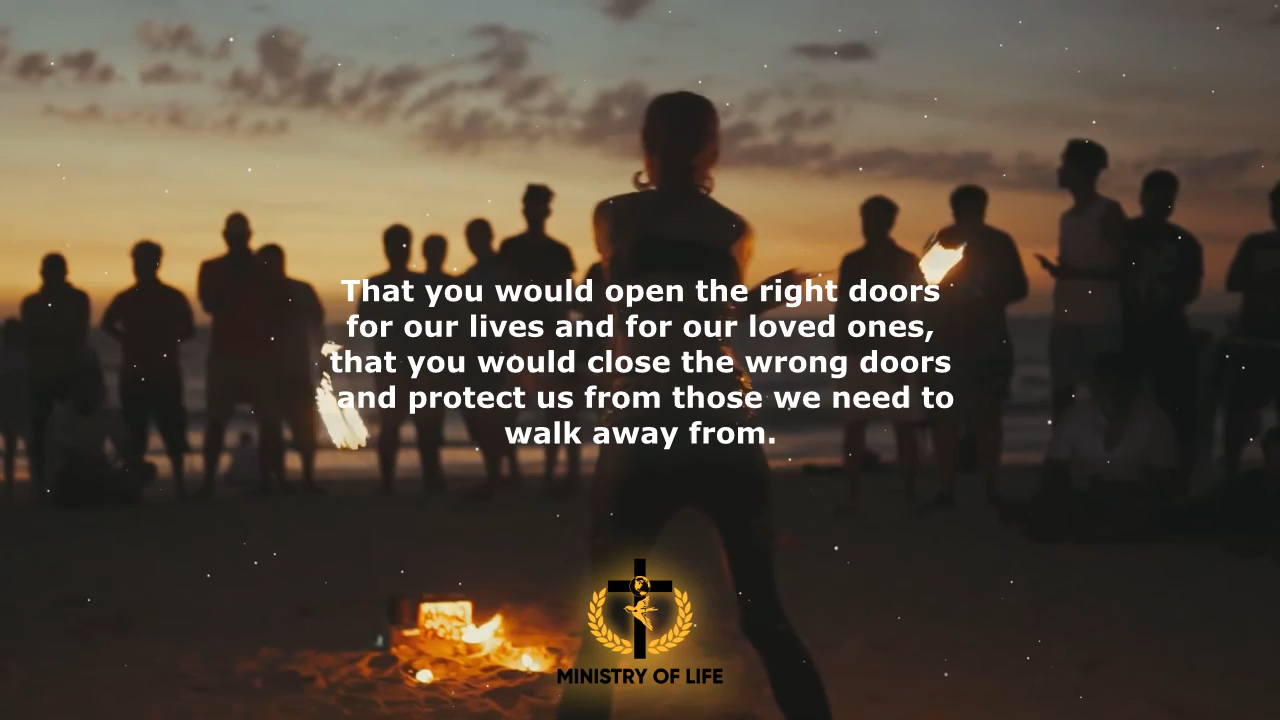 That you would open the right doors
for our lives and for our loved ones,
that you would close the wrong doors
and protect us from those we need to
walk away from.
MINISTRY OF LIFE